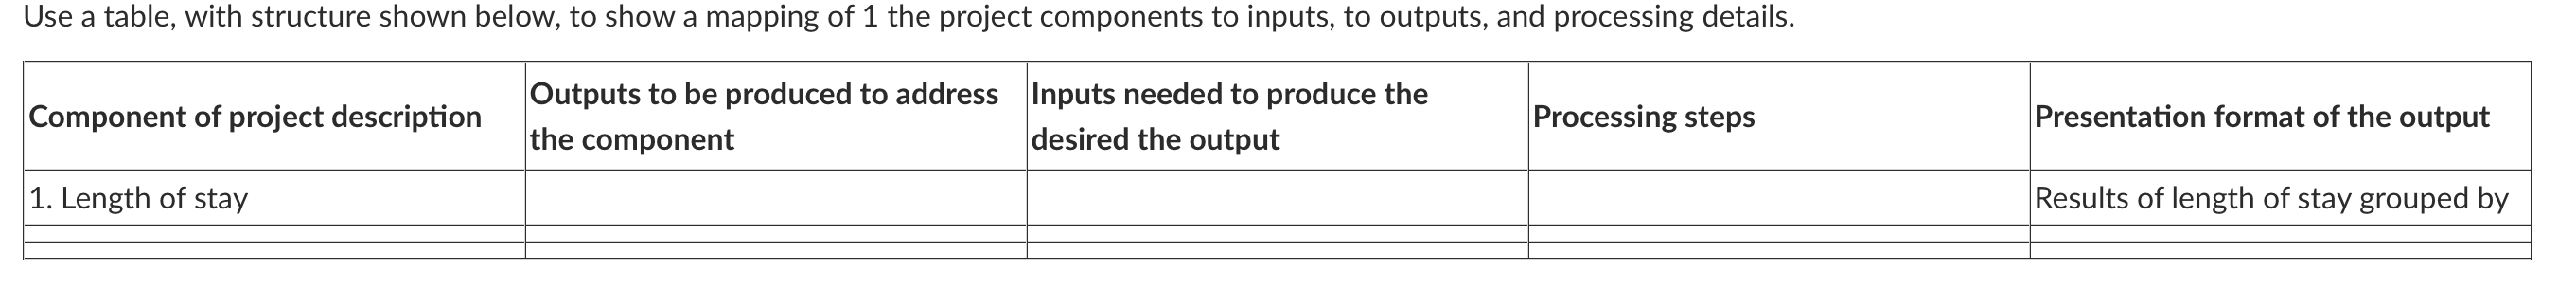 Use a table, with structure shown below, to show a mapping of 1 the project components to inputs, to outputs, and processing details.
Component of project description
Outputs to be produced to address
the component
Inputs needed to produce the
desired the output
Processing steps
Presentation format of the output
1. Length of stay
Results of length of stay grouped by